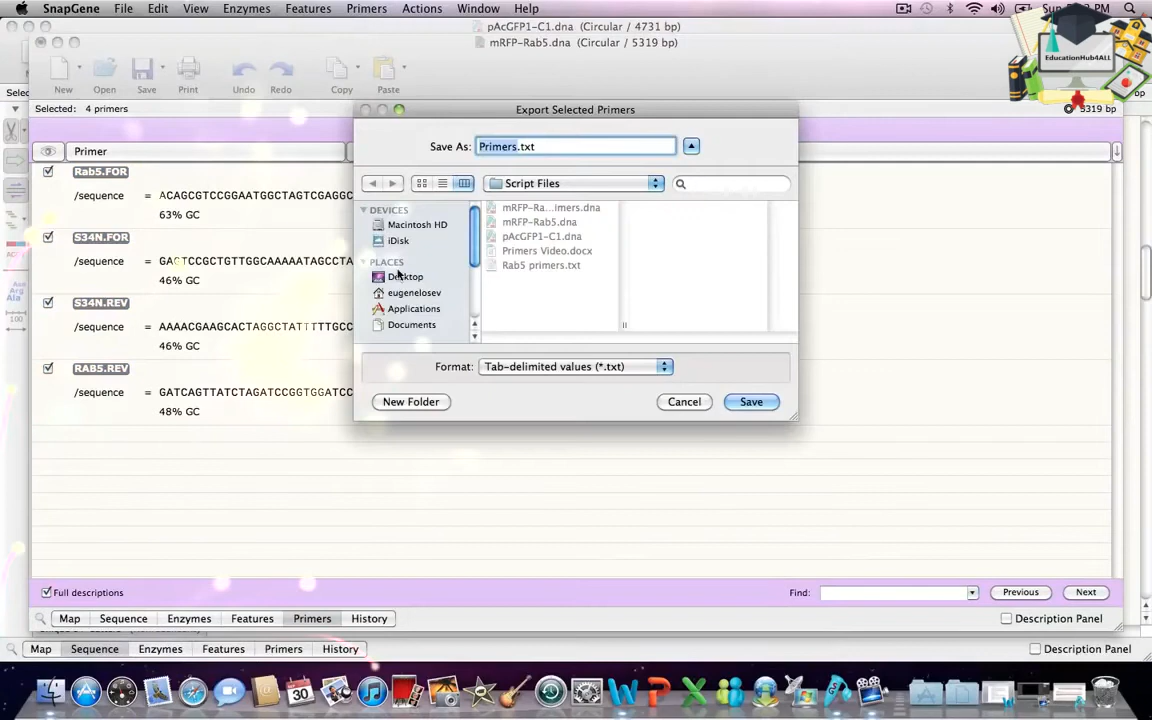 SnapGene File Edit View Enzymes Features Primers Actions Window Help
pAcGFP1-C1.dna (Circular / 4731 bp)
mRFP-Rab5.dna (Circular / 5319 bp)
EducationHub4ALL
New Open Save Print Undo Redo Copy Paste
Selected: 4 primers
5319 bp
Export Selected Primers
Save As: Primers.txt
Primer
Script Files
Rab5.FOR
/sequence = ACAGCGTCCGGAATGGCTAGTCGAGGC
63% GC
S34N.FOR
/sequence = GAGTCCGCTGTTGGCAAAAATAGCCTA
46% GC
S34N.REV
/sequence = AAAACGAAGCACTAGGCTATTTTTGCC
46% GC
RAB5.REV
/sequence = GATCAGTTATCTAGATCCGGTGGATCC
48% GC
DEVICES
Macintosh HD
iDisk
PLACES
Desktop
eugenelosev
Applications
Documents
mRFP-Ra...imers.dna
mRFP-Rab5.dna
pAcGFP1-C1.dna
Primers Video.docx
Rab5 primers.txt
Format: Tab-delimited values (*.txt)
New Folder Cancel Save
Full descriptions
Find: Previous Next
Map Sequence Enzymes Features Primers History
Description Panel
Map Sequence Enzymes Features Primers History
Description Panel